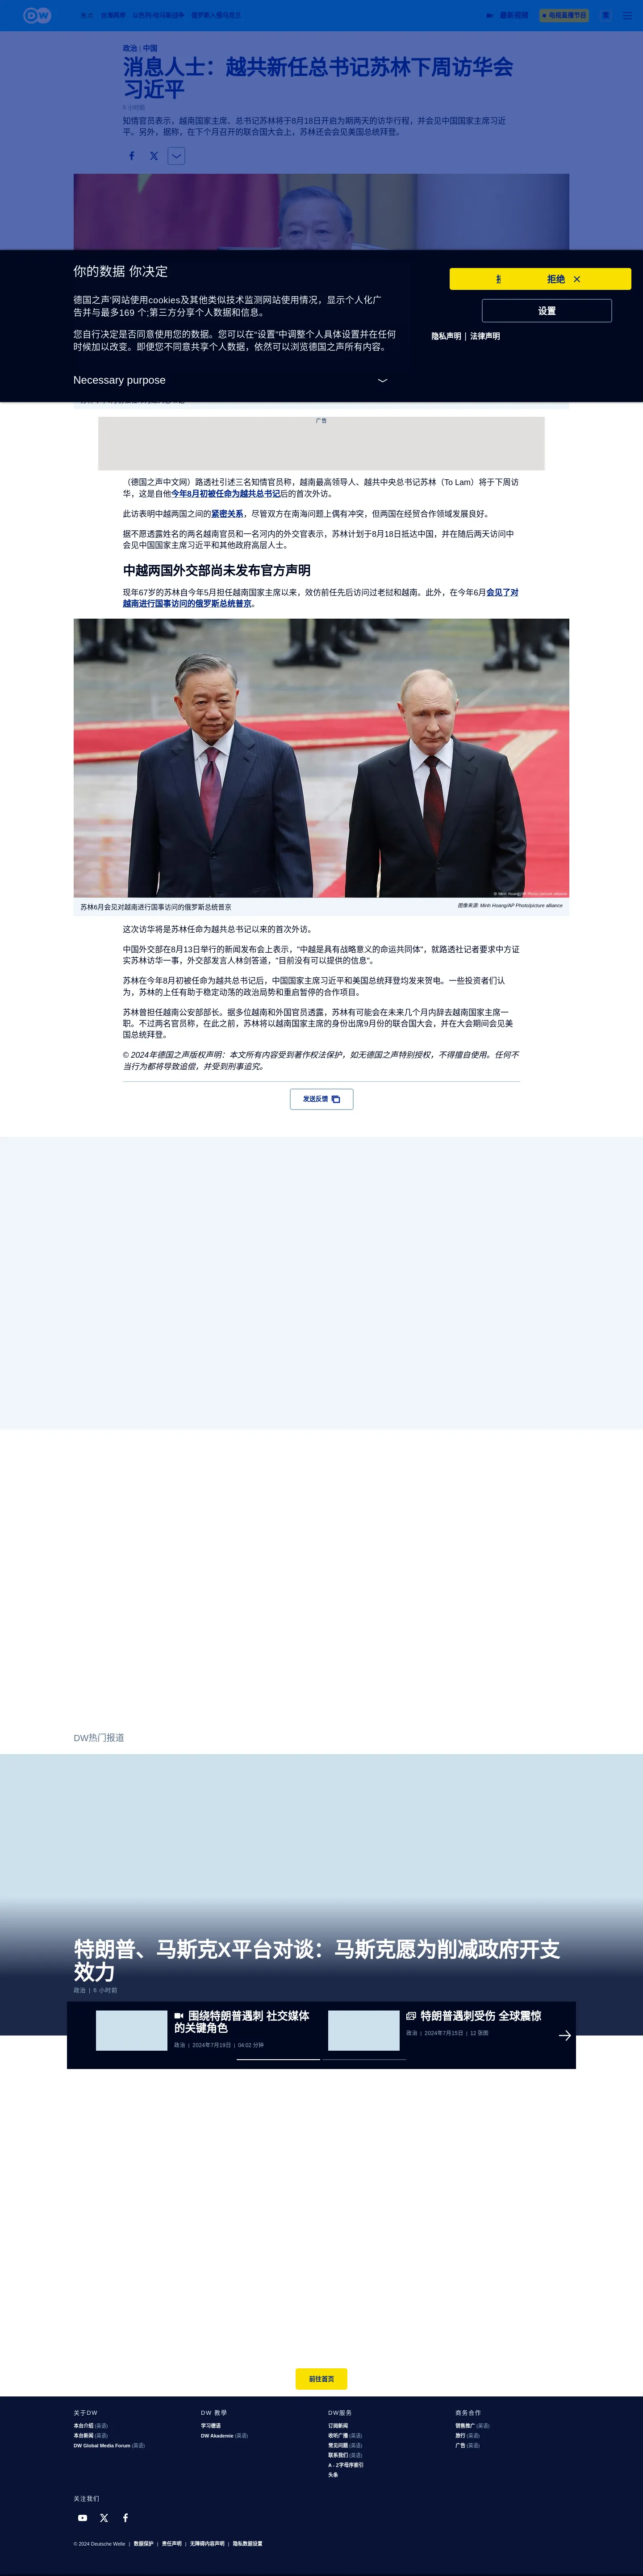 DW
焦点 台海两岸 以色列-哈马斯战争 俄罗斯入侵乌克兰
最新视频
电视直播节目
繁
政治 | 中国
消息人士：越共新任总书记苏林下周访华会
习近平
5 小时前
知情官员表示，越南国家主席、总书记苏林将于8月18日开启为期两天的访华行程，并会见中国国家主席习近
平。另外，据称，在下个月召开的联合国大会上，苏林还会会见美国总统拜登。
你的数据 你决定
德国之声'网站使用cookies及其他类似技术监测网站使用情况，显示个人化广
告并与最多169 个;第三方分享个人数据和信息。
您自行决定是否同意使用您的数据。您可以在“设置”中调整个人具体设置并在任何
时候加以改变。即便您不同意共享个人数据，依然可以浏览德国之声所有内容。
Necessary purpose
拒绝
设置
隐私声明 | 法律声明
广告
（德国之声中文网）路透社引述三名知情官员称，越南最高领导人、越共中央总书记苏林（To Lam）将于下周访
华，这是自他今年8月初被任命为越共总书记后的首次外访。
此访表明中越两国之间的紧密关系，尽管双方在南海问题上偶有冲突，但两国在经贸合作领域发展良好。
据不愿透露姓名的两名越南官员和一名河内的外交官表示，苏林计划于8月18日抵达中国，并在随后两天访问中
会见中国国家主席习近平和其他政府高层人士。
中越两国外交部尚未发布官方声明
现年67岁的苏林自今年5月担任越南国家主席以来，效仿前任先后访问过老挝和越南。此外，在今年6月会见了对
越南进行国事访问的俄罗斯总统普京。
© Minh Hoang/AP Photo/picture alliance
苏林6月会见对越南进行国事访问的俄罗斯总统普京
图像来源: Minh Hoang/AP Photo/picture alliance
这次访华将是苏林任命为越共总书记以来的首次外访。
中国外交部在8月13日举行的新闻发布会上表示，"中越是具有战略意义的命运共同体"，就路透社记者要求中方证
实苏林访华一事，外交部发言人林剑答道，"目前没有可以提供的信息"。
苏林在今年8月初被任命为越共总书记后，中国国家主席习近平和美国总统拜登均发来贺电。一些投资者们认
为，苏林的上任有助于稳定动荡的政治局势和重启暂停的合作项目。
苏林曾担任越南公安部部长。据多位越南和外国官员透露，苏林有可能会在未来几个月内辞去越南国家主席一
职。不过两名官员称，在此之前，苏林将以越南国家主席的身份出席9月份的联合国大会，并在大会期间会见美
国总统拜登。
© 2024年德国之声版权声明：本文所有内容受到著作权法保护，如无德国之声特别授权，不得擅自使用。任何不
当行为都将导致追偿，并受到刑事追究。
发送反馈
DW热门报道
特朗普、马斯克X平台对谈：马斯克愿为削减政府开支
效力
政治 | 6 小时前
围绕特朗普遇刺 社交媒体
的关键角色
政治 | 2024年7月19日 | 04:02 分钟
特朗普遇刺受伤 全球震惊
政治 | 2024年7月15日 | 12 张图
前往首页
关于DW
本台介绍 (英语)
本台新闻 (英语)
DW Global Media Forum (英语)
DW 教學
学习德语
DW Akademie (英语)
DW服务
订阅新闻
收听广播 (英语)
常见问题 (英语)
联系我们 (英语)
A - Z字母序索引
头条
商务合作
销售推广 (英语)
旅行 (英语)
广告 (英语)
关注我们
© 2024 Deutsche Welle | 数据保护 | 责任声明 | 无障碍内容声明 | 隐私数据设置